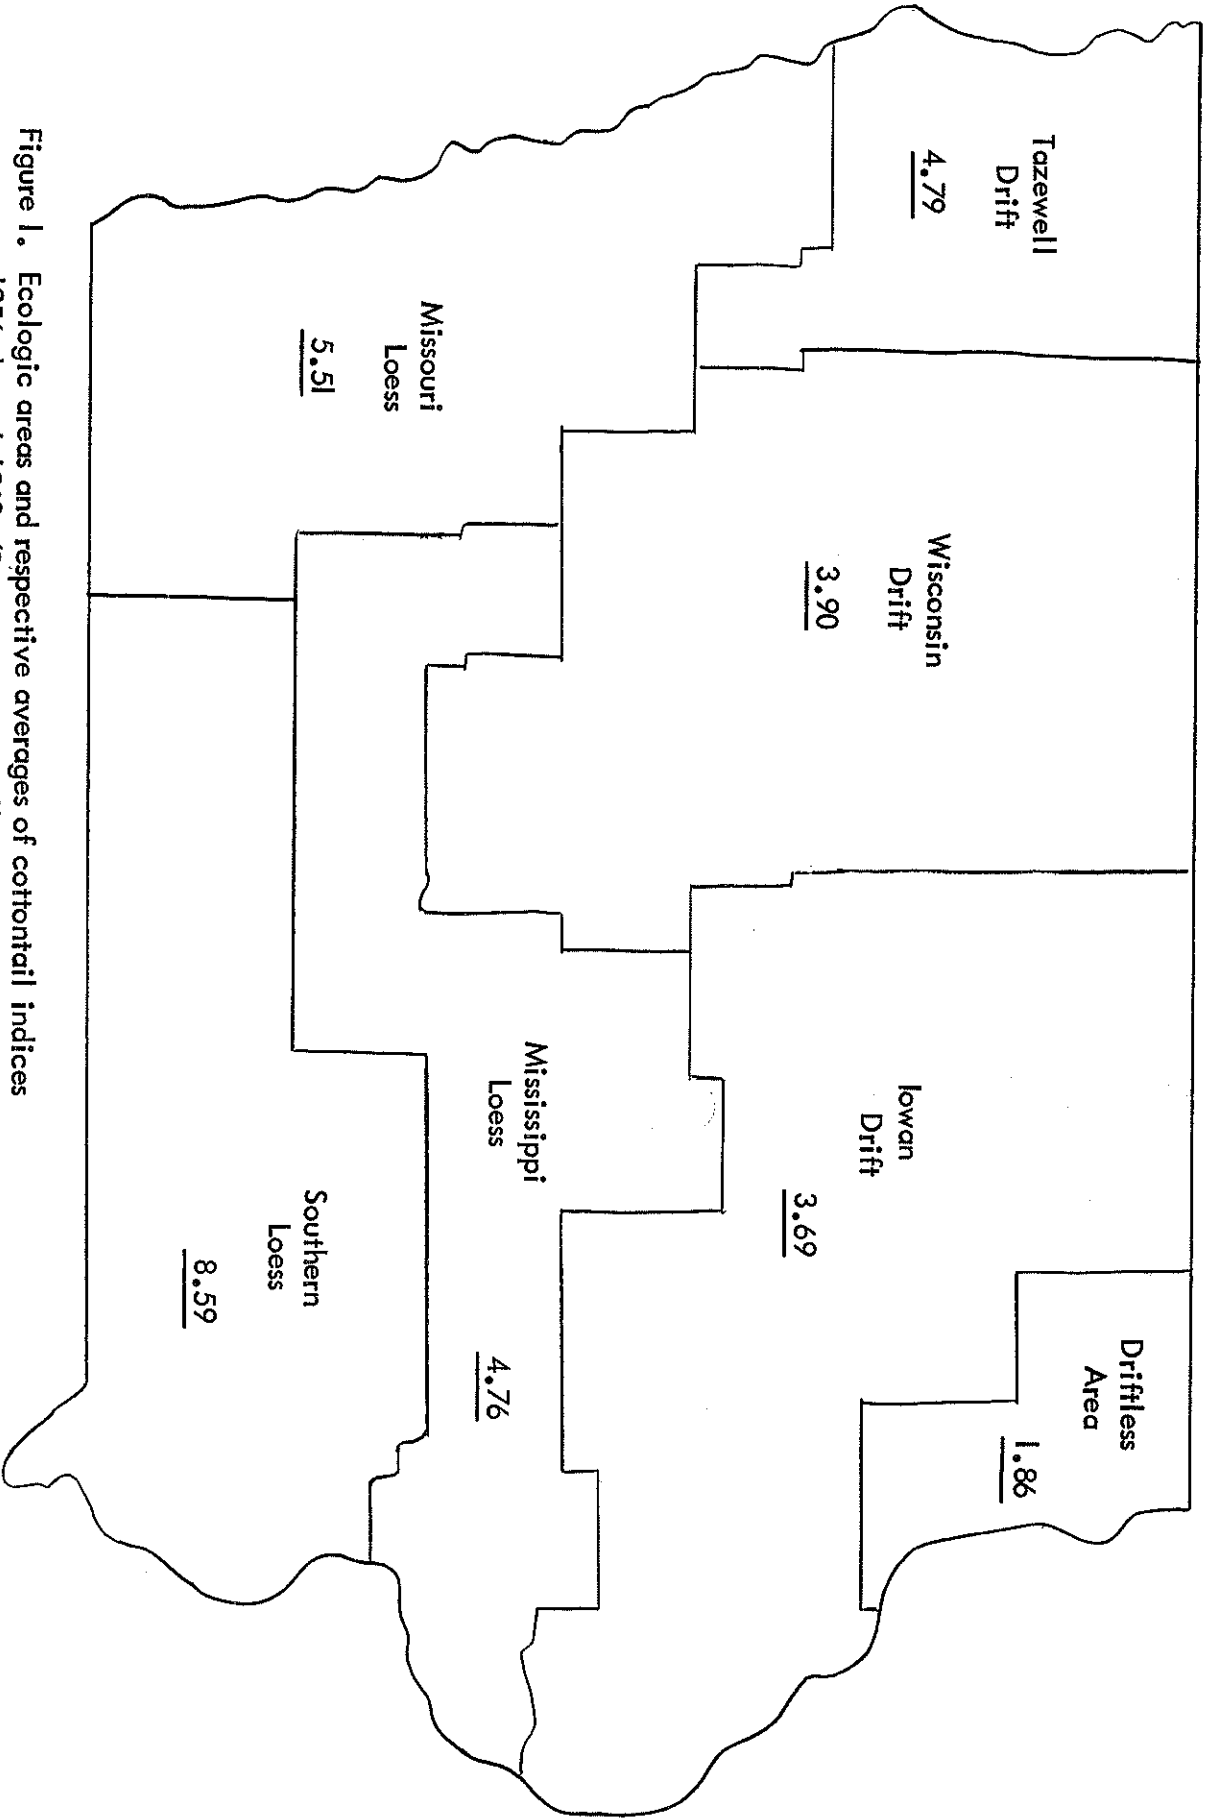 Tazewell
Drift
4.79
Wisconsin
Drift
3.90
Iowan
Drift
3.69
Driftless
Area
1.86
Missouri
Loess
5.51
Mississippi
Loess
4.76
Southern
Loess
8.59
Figure 1. Ecologic areas and respective averages of cottontail indices